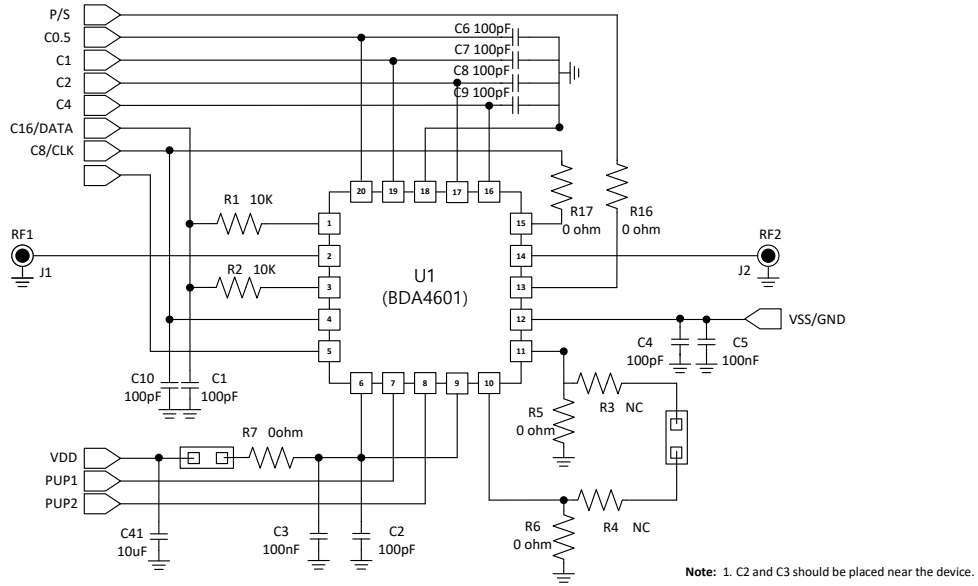 P/S
C0.5
C1
C2
C4
C16/DATA
C8/CLK
C6 100pF
C7 100pF
C8 100pF
C9 100pF
20
19
18
17
16
R17
0 ohm
R16
0 ohm
R1 10K
1
15
RF1
J1
2
14
RF2
J2
R2 10K
3
13
U1
(BDA4601)
4
12
VSS/GND
5
11
C4
100pF
C5
100nF
C10
100pF
C1
100pF
6
7
8
9
10
R3 NC
R5
0 ohm
R7 0ohm
VDD
PUP1
PUP2
C41
10uF
C3
100nF
C2
100pF
R4 NC
R6
0 ohm
Note: 1. C2 and C3 should be placed near the device.